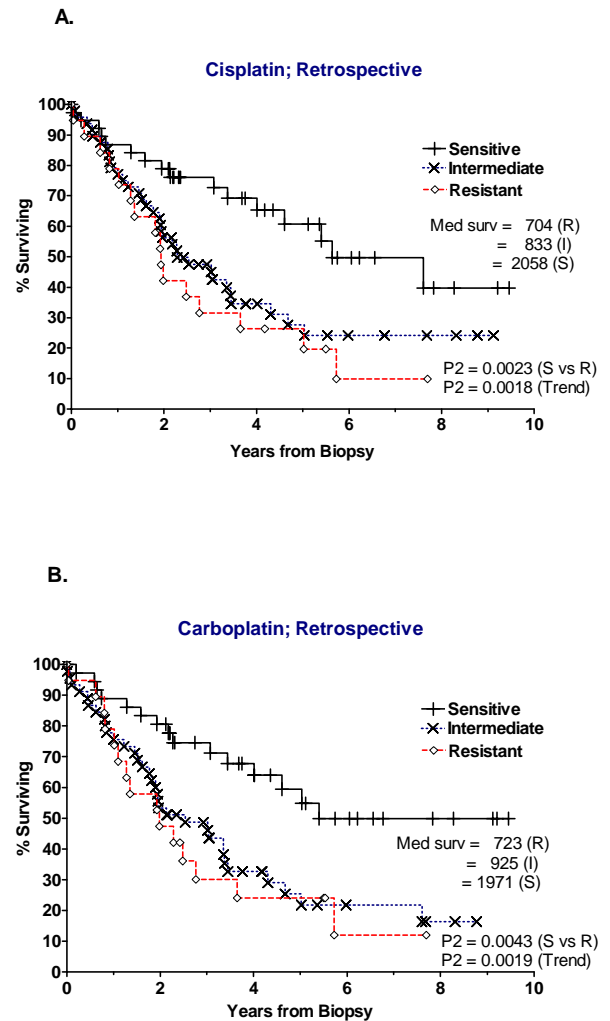 A.
Cisplatin; Retrospective
100
90
80
70
60
50
40
30
20
10
0
% Surviving
Sensitive
Intermediate
Resistant
Med surv = 704 (R)
= 833 (I)
= 2058 (S)
P2 = 0.0023 (S vs R)
P2 = 0.0018 (Trend)
0 2 4 6 8 10
Years from Biopsy
B.
Carboplatin; Retrospective
100
90
80
70
60
50
40
30
20
10
0
% Surviving
Sensitive
Intermediate
Resistant
Med surv = 723 (R)
= 925 (I)
= 1971 (S)
P2 = 0.0043 (S vs R)
P2 = 0.0019 (Trend)
0 2 4 6 8 10
Years from Biopsy